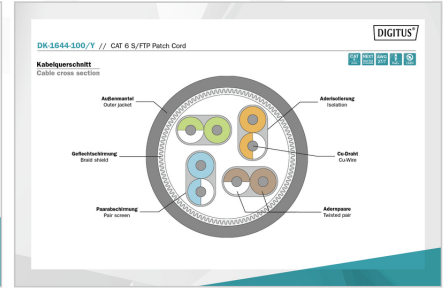 DIGITUS®
DK-1644-100/Y // CAT 6 S/FTP Patch Cord
Kabelquerschnitt
Cable cross section
Außenmantel
Outer jacket
Aderisolierung
Isolation
Geflechtschirmung
Braid shield
Cu-Draht
Cu-Wire
Paarabschirmung
Pair screen
Aderpaare
Twisted pair